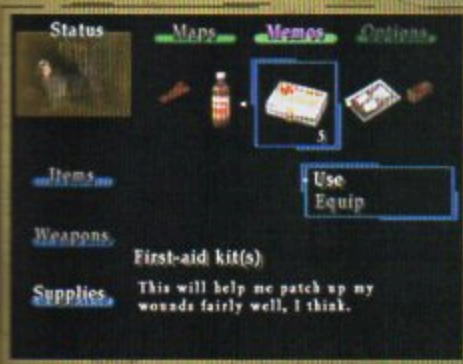 Status Maps Memos Options
5
Use
Equip
Items
Weapons
First-aid kit(s)
Supplies
This will help me patch up my
wounds fairly well, I think.